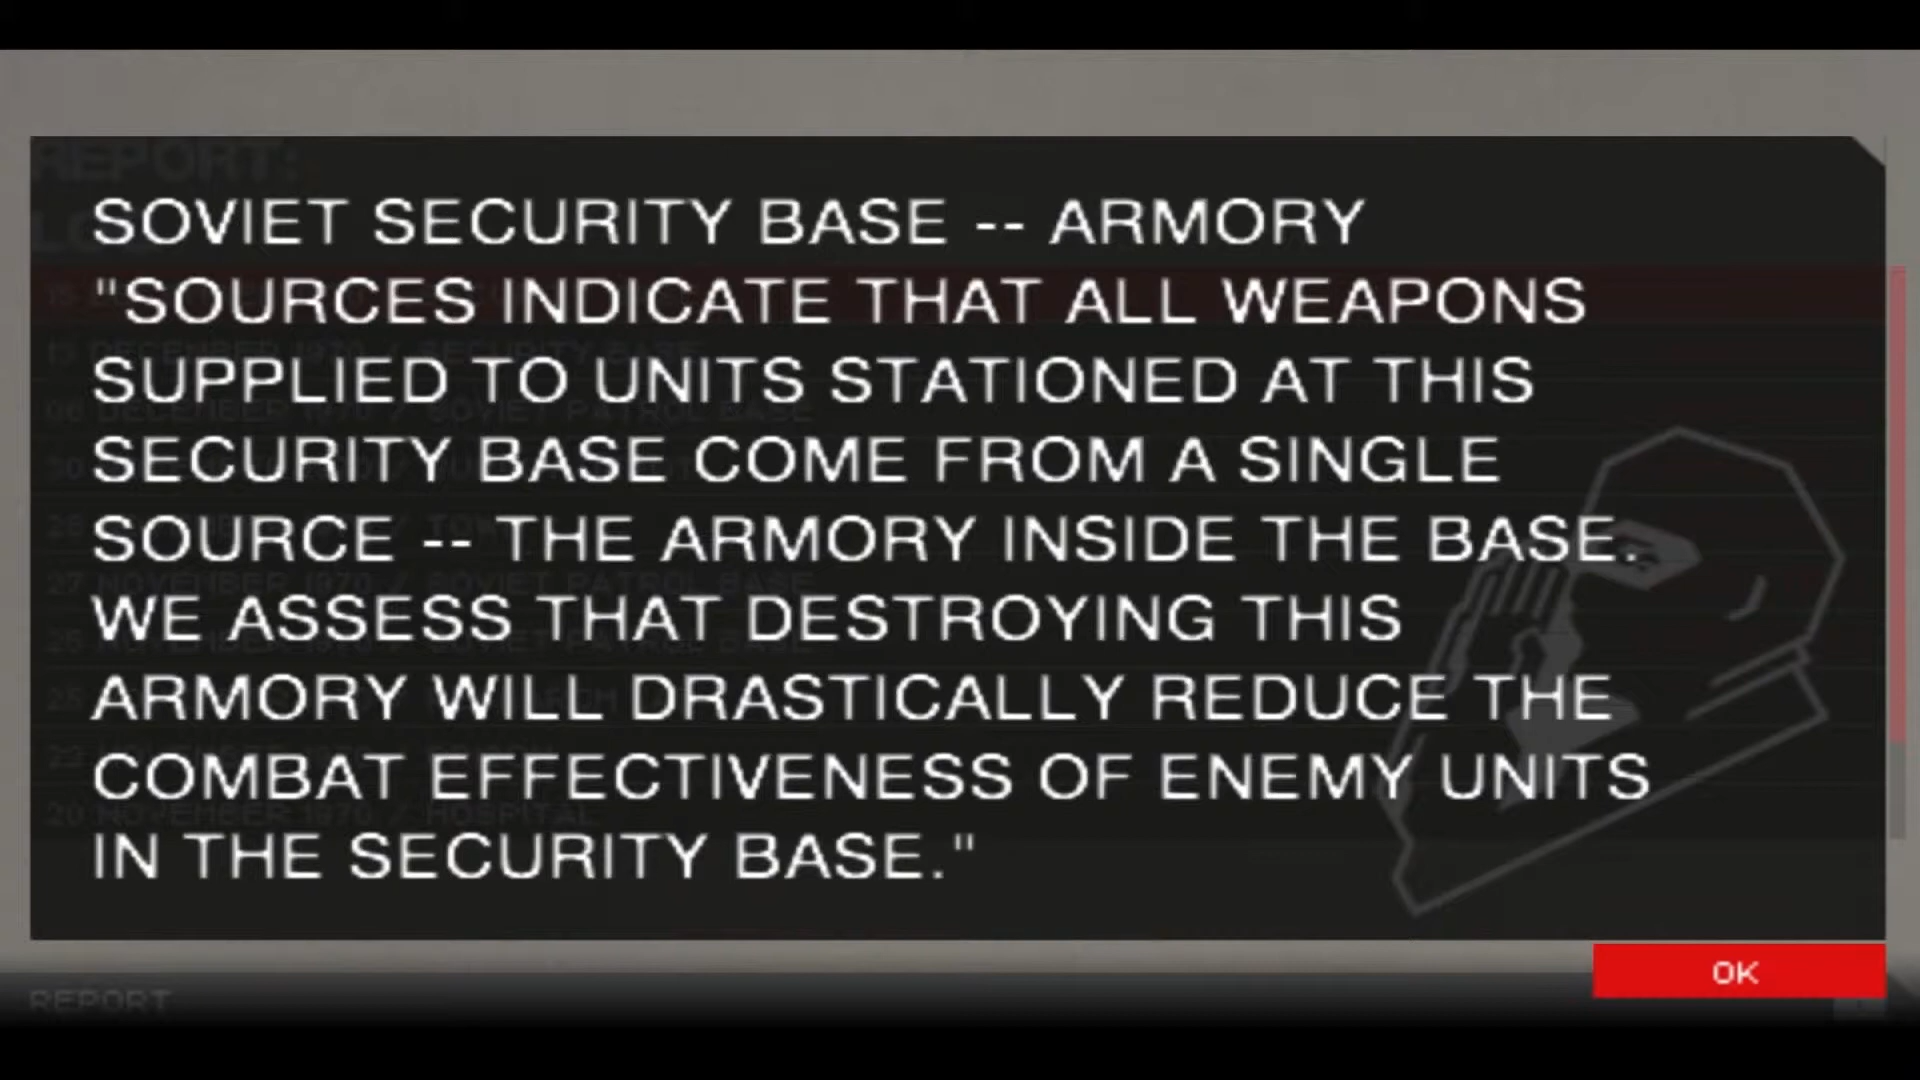 REPORT:
SOVIET SECURITY BASE -- ARMORY
"SOURCES INDICATE THAT ALL WEAPONS
SUPPLIED TO UNITS STATIONED AT THIS
SECURITY BASE COME FROM A SINGLE
SOURCE -- THE ARMORY INSIDE THE BASE.
WE ASSESS THAT DESTROYING THIS
ARMORY WILL DRASTICALLY REDUCE THE
COMBAT EFFECTIVENESS OF ENEMY UNITS
IN THE SECURITY BASE."
OK
REPORT